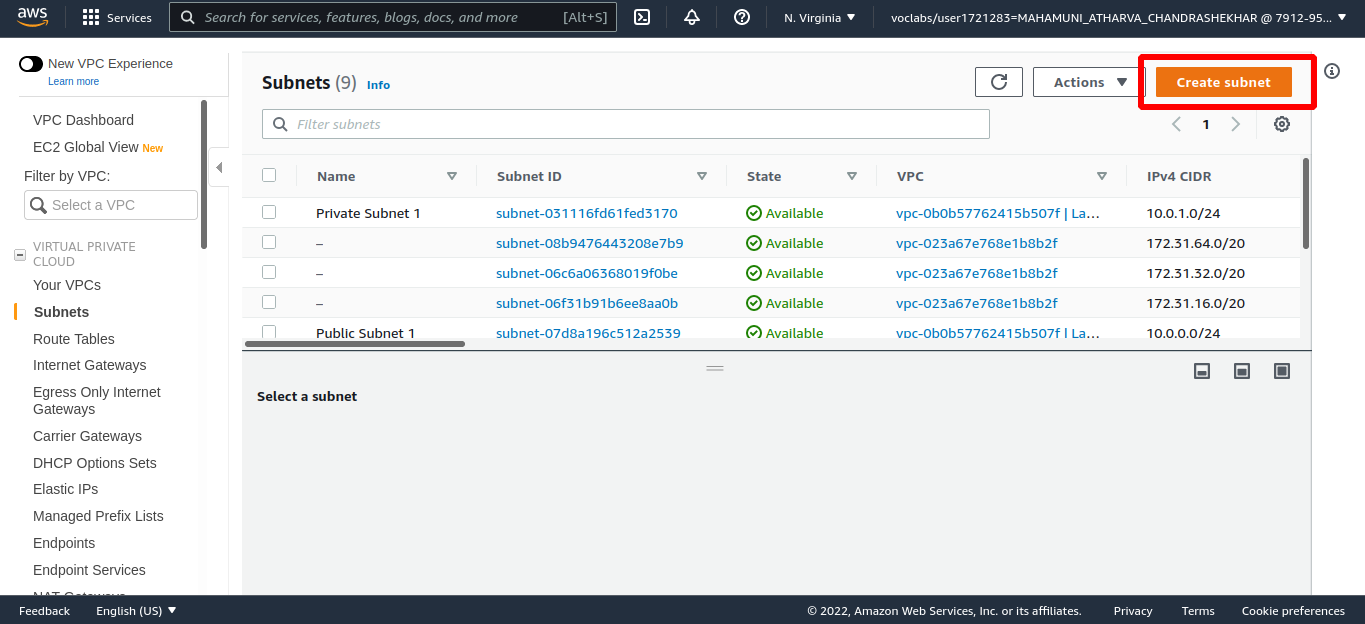 aws
Services
Search for services, features, blogs, docs, and more
[Alt+S]
N. Virginia
voclabs/user1721283=MAHAMUNI_ATHARVA_CHANDRASHEKHAR @ 7912-95...
New VPC Experience
Learn more
VPC Dashboard
EC2 Global View New
Filter by VPC:
Select a VPC
VIRTUAL PRIVATE
CLOUD
Your VPCs
Subnets
Route Tables
Internet Gateways
Egress Only Internet
Gateways
Carrier Gateways
DHCP Options Sets
Elastic IPs
Managed Prefix Lists
Endpoints
Endpoint Services
NAT Gateways
Subnets (9) Info
Actions
Create subnet
Filter subnets
1
Name Subnet ID State VPC IPv4 CIDR
Private Subnet 1 subnet-031116fd61fed3170 Available vpc-0b0b57762415b507f | La... 10.0.1.0/24
– subnet-08b9476443208e7b9 Available vpc-023a67e768e1b8b2f 172.31.64.0/20
– subnet-06c6a06368019f0be Available vpc-023a67e768e1b8b2f 172.31.32.0/20
– subnet-06f31b91b6ee8aa0b Available vpc-023a67e768e1b8b2f 172.31.16.0/20
Public Subnet 1 subnet-07d8a196c512a2539 Available vpc-0b0b57762415b507f | La... 10.0.0.0/24
Select a subnet
Feedback
English (US)
© 2022, Amazon Web Services, Inc. or its affiliates.
Privacy
Terms
Cookie preferences